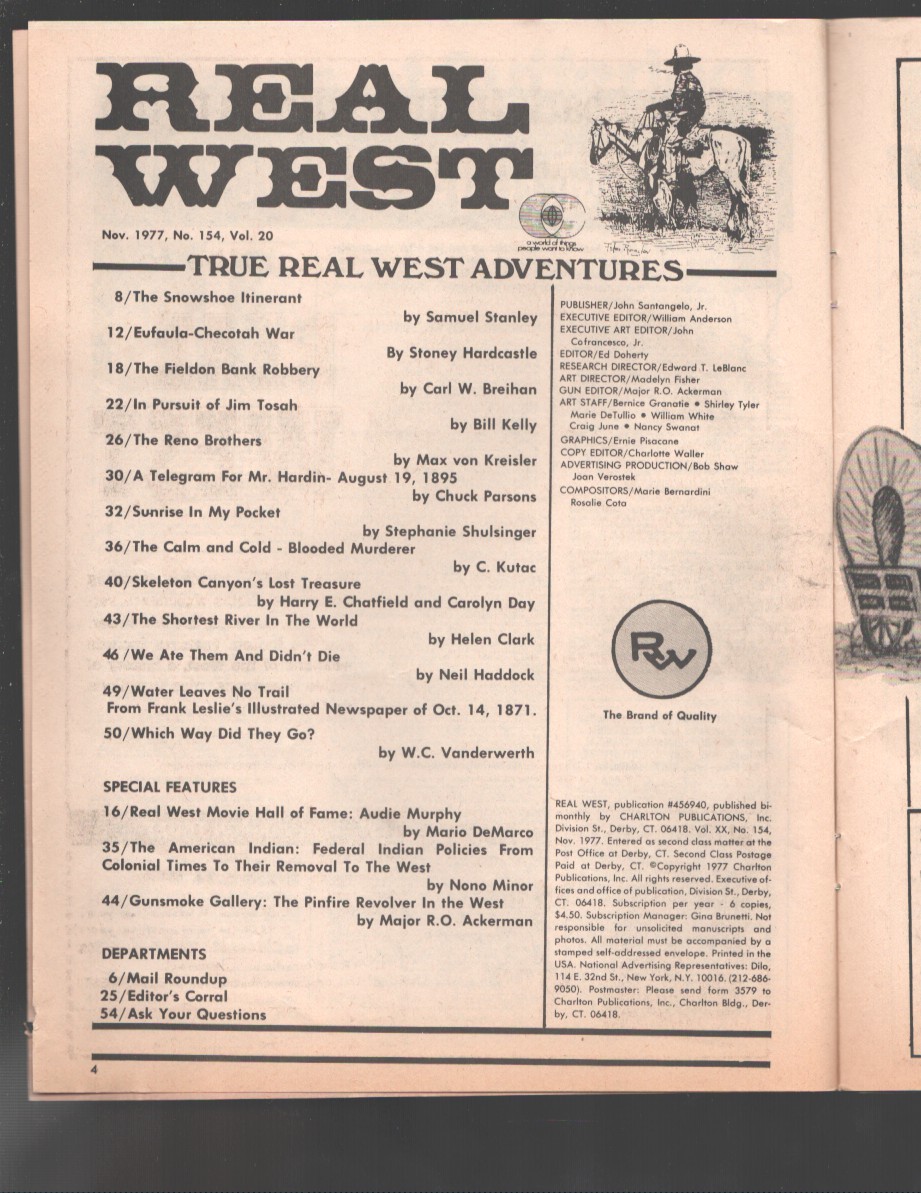 REAL
WEST
a world of things
people want to know
Nov. 1977, No. 154, Vol. 20
TRUE REAL WEST ADVENTURES
8/The Snowshoe Itinerant
by Samuel Stanley
12/Eufaula-Checotah War
By Stoney Hardcastle
18/The Fieldon Bank Robbery
by Carl W. Breihan
22/In Pursuit of Jim Tosah
by Bill Kelly
26/The Reno Brothers
by Max von Kreisler
30/A Telegram For Mr. Hardin- August 19, 1895
by Chuck Parsons
32/Sunrise In My Pocket
by Stephanie Shulsinger
36/The Calm and Cold - Blooded Murderer
by C. Kutac
40/Skeleton Canyon's Lost Treasure
by Harry E. Chatfield and Carolyn Day
43/The Shortest River In The World
by Helen Clark
46 /We Ate Them And Didn't Die
by Neil Haddock
49/Water Leaves No Trail
From Frank Leslie's Illustrated Newspaper of Oct. 14, 1871.
50/Which Way Did They Go?
by W.C. Vanderwerth
SPECIAL FEATURES
16/Real West Movie Hall of Fame: Audie Murphy
by Mario DeMarco
35/The American Indian: Federal Indian Policies From
Colonial Times To Their Removal To The West
by Nono Minor
44/Gunsmoke Gallery: The Pinfire Revolver In the West
by Major R.O. Ackerman
DEPARTMENTS
6/Mail Roundup
25/Editor's Corral
54/Ask Your Questions
4
PUBLISHER/John Santangelo, Jr.
EXECUTIVE EDITOR/William Anderson
EXECUTIVE ART EDITOR/John
Cofrancesco, Jr.
EDITOR/Ed Doherty
RESEARCH DIRECTOR/Edward T. LeBlanc
ART DIRECTOR/Madelyn Fisher
GUN EDITOR/Major R.O. Ackerman
ART STAFF/Bernice Granatie • Shirley Tyler
Marie DeTullio • William White
Craig June • Nancy Swanat
GRAPHICS/Ernie Pisacane
COPY EDITOR/Charlotte Waller
ADVERTISING PRODUCTION/Bob Shaw
Joan Verostek
COMPOSITORS/Marie Bernardini
Rosalie Cota
RW
The Brand of Quality
REAL WEST, publication #456940, published bi-
monthly by CHARLTON PUBLICATIONS, Inc.
Division St., Derby, CT. 06418. Vol. XX, No. 154,
Nov. 1977. Entered as second class matter at the
Post Office at Derby, CT. Second Class Postage
Paid at Derby, CT. ©Copyright 1977 Charlton
Publications, Inc. All rights reserved. Executive of-
fices and office of publication, Division St., Derby,
CT. 06418. Subscription per year - 6 copies,
$4.50. Subscription Manager: Gina Brunetti. Not
responsible for unsolicited manuscripts and
photos. All material must be accompanied by a
stamped self-addressed envelope. Printed in the
USA. National Advertising Representatives: Dilo,
114 E. 32nd St., New York, N.Y. 10016. (212-686-
9050). Postmaster: Please send form 3579 to
Charlton Publications, Inc., Charlton Bldg., Der-
by, CT. 06418.